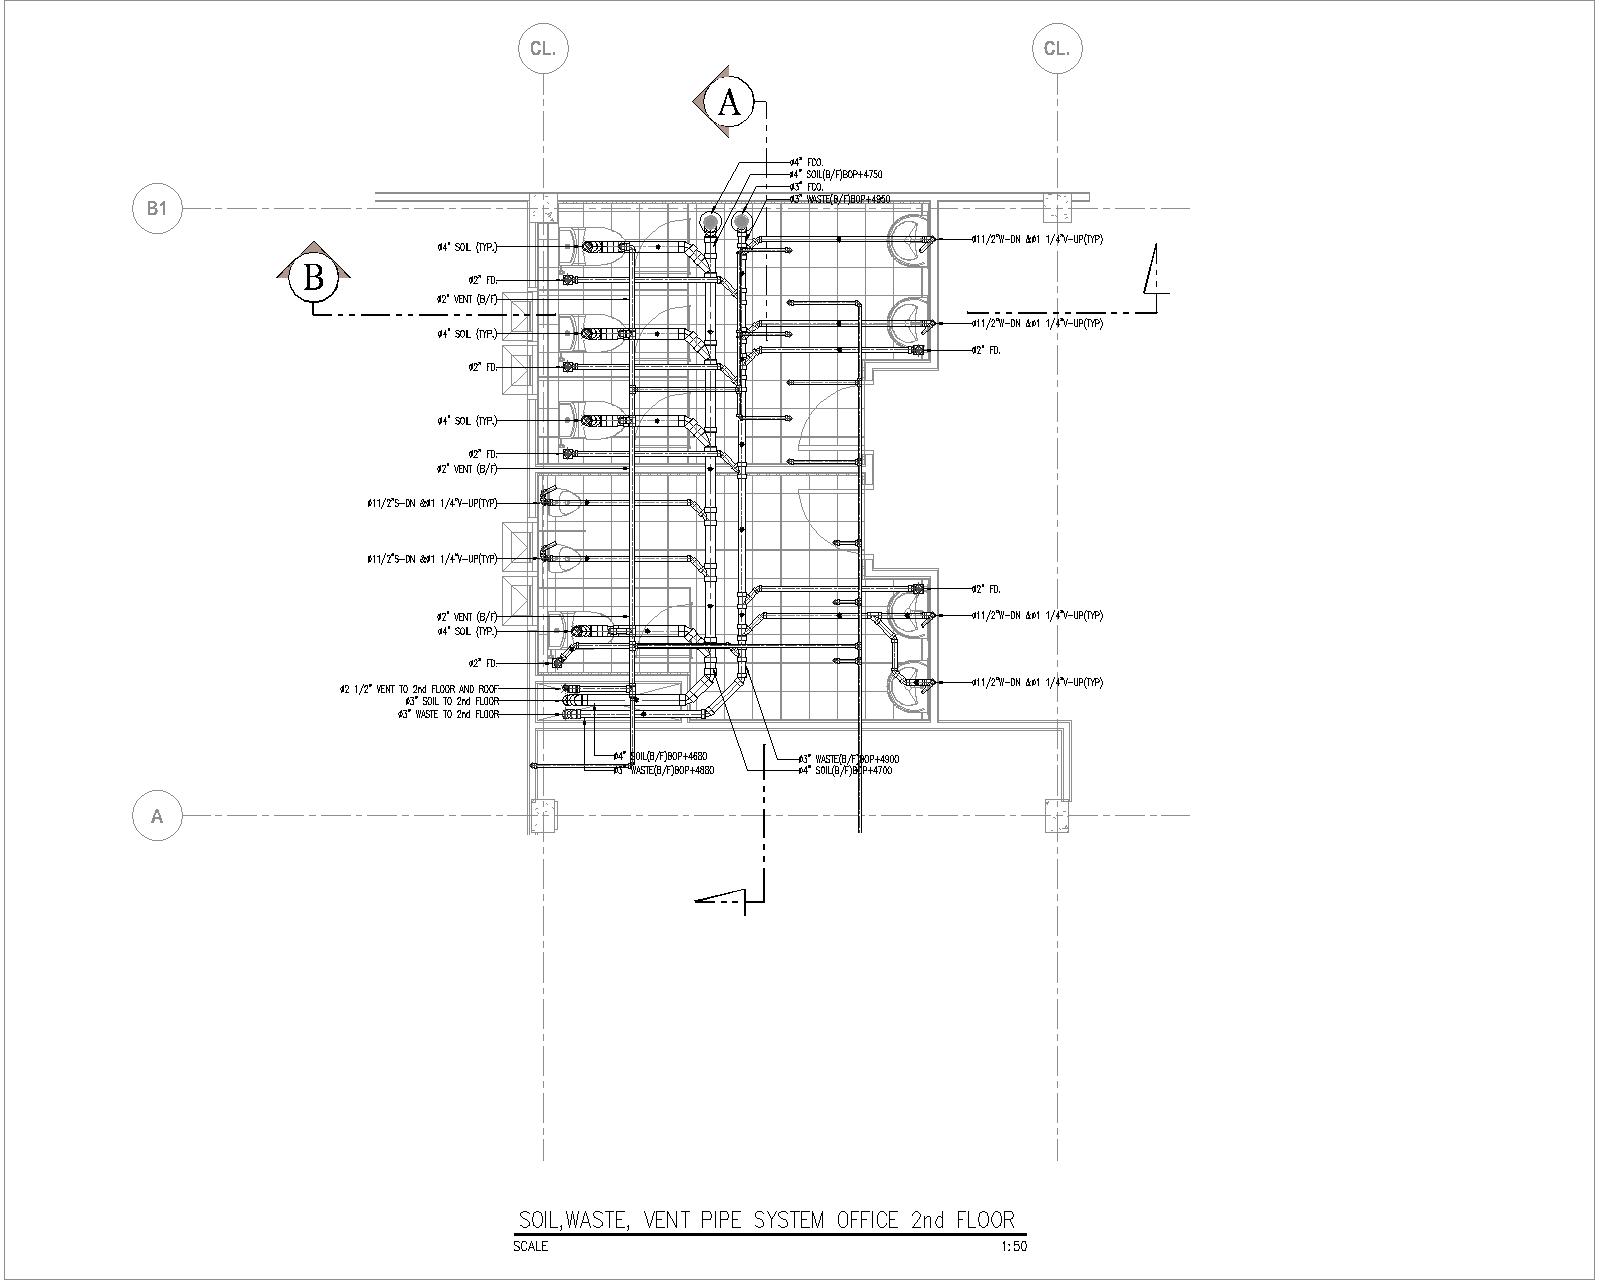 CL.
CL.
A
ø4" FCO.
ø4" SOIL(B/F)BOP+4750
ø3" FCO.
ø3" WASTE(B/F)BOP+4950
B1
B
ø4" SOIL (TYP.)
ø2" FD.
ø2" VENT (B/F)
ø4" SOIL (TYP.)
ø2" FD.
ø4" SOIL (TYP.)
ø2" FD.
ø2" VENT (B/F)
ø11/2"S-DN &ø1 1/4"V-UP(TYP)
ø11/2"S-DN &ø1 1/4"V-UP(TYP)
ø2" VENT (B/F)
ø4" SOIL (TYP.)
ø2" FD.
ø2 1/2" VENT TO 2nd FLOOR AND ROOF
ø3" SOIL TO 2nd FLOOR
ø3" WASTE TO 2nd FLOOR
ø11/2"W-DN &ø1 1/4"V-UP(TYP)
ø11/2"W-DN &ø1 1/4"V-UP(TYP)
ø2" FD.
ø2" FD.
ø11/2"W-DN &ø1 1/4"V-UP(TYP)
ø11/2"W-DN &ø1 1/4"V-UP(TYP)
ø4" SOIL(B/F)BOP+4680
ø3" WASTE(B/F)BOP+4880
ø3" WASTE(B/F)BOP+4900
ø4" SOIL(B/F)BOP+4700
A
SOIL,WASTE, VENT PIPE SYSTEM OFFICE 2nd FLOOR
SCALE 1:50